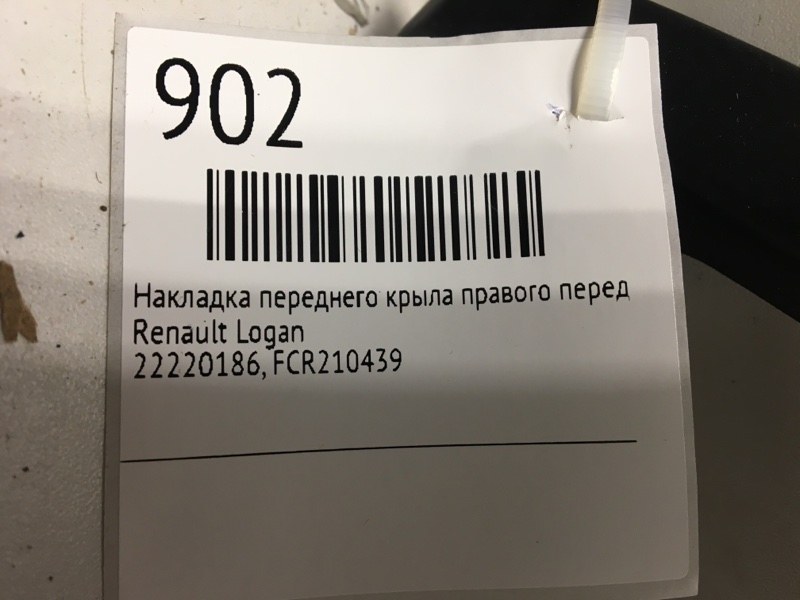 902
Накладка переднего крыла правого перед
Renault Logan
22220186, FCR210439